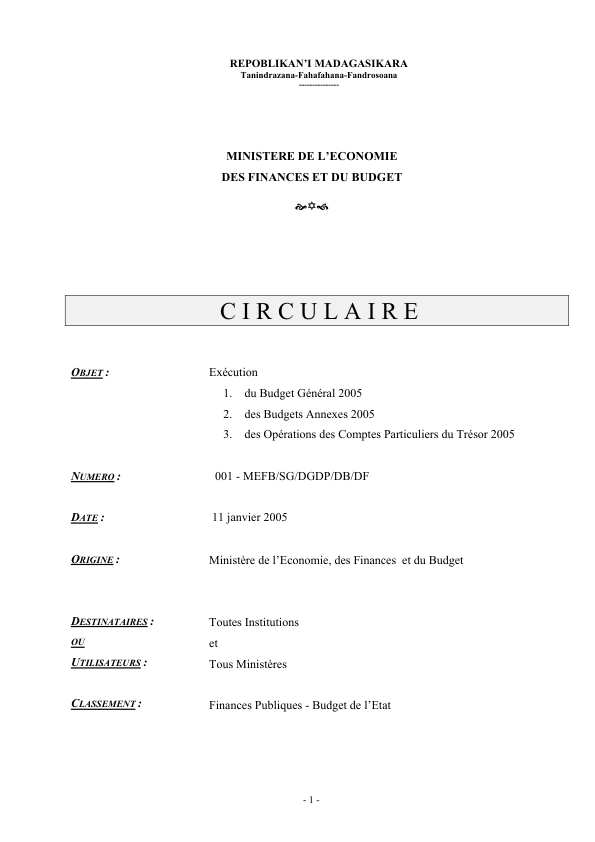 REPOBLIKAN’I MADAGASIKARA
Tanindrazana-Fahafahana-Fandrosoana
---------------
MINISTERE DE L’ECONOMIE
DES FINANCES ET DU BUDGET
CIRCULAIRE
OBJET : Exécution
1. du Budget Général 2005
2. des Budgets Annexes 2005
3. des Opérations des Comptes Particuliers du Trésor 2005
NUMERO : 001 - MEFB/SG/DGDP/DB/DF
DATE : 11 janvier 2005
ORIGINE : Ministère de l’Economie, des Finances et du Budget
DESTINATAIRES : Toutes Institutions
OU et
UTILISATEURS : Tous Ministères
CLASSEMENT : Finances Publiques - Budget de l’Etat
- 1 -